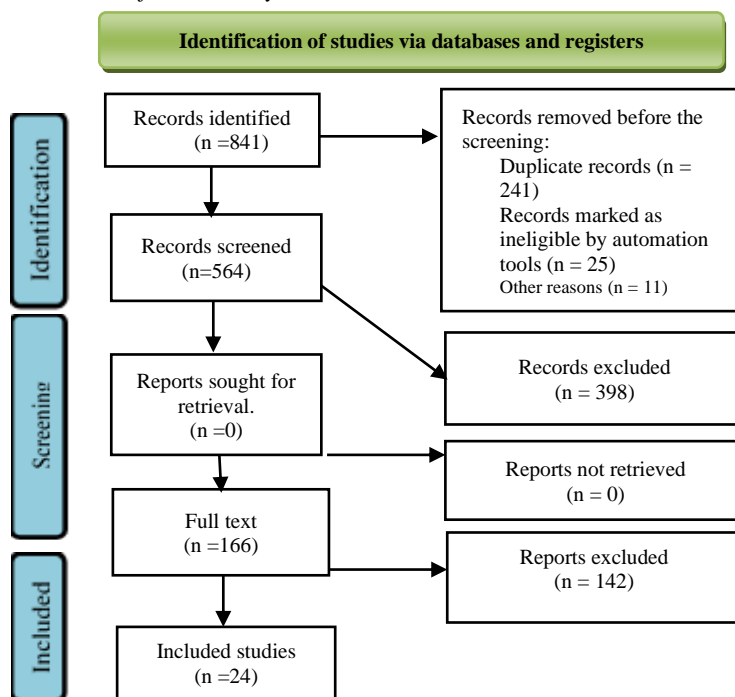 Identification of studies via databases and registers
Identification
Records identified
(n =841)
Records removed before the
screening:
Duplicate records (n =
241)
Records marked as
ineligible by automation
tools (n = 25)
Other reasons (n = 11)
Records screened
(n=564)
Records excluded
(n = 398)
Screening
Reports sought for
retrieval.
(n =0)
Reports not retrieved
(n = 0)
Full text
(n =166)
Reports excluded
(n = 142)
Included
Included studies
(n =24)